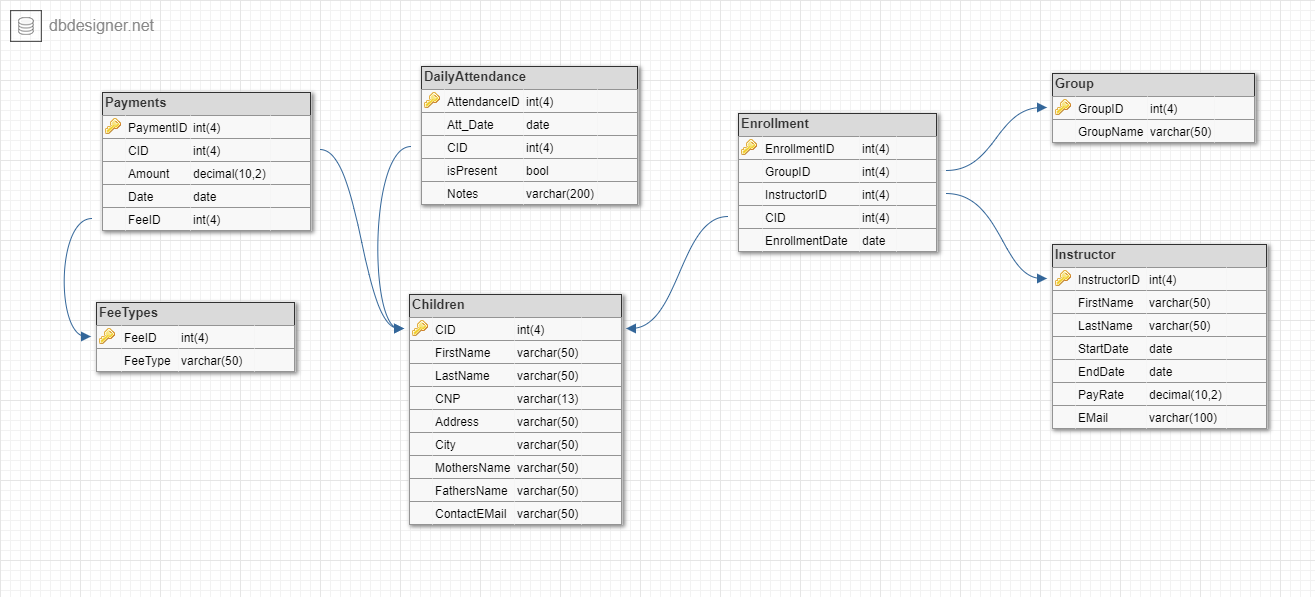 dbdesigner.net
Payments
PaymentID int(4)
CID int(4)
Amount decimal(10,2)
Date date
FeeID int(4)
FeeTypes
FeeID int(4)
FeeType varchar(50)
DailyAttendance
AttendanceID int(4)
Att_Date date
CID int(4)
isPresent bool
Notes varchar(200)
Children
CID int(4)
FirstName varchar(50)
LastName varchar(50)
CNP varchar(13)
Address varchar(50)
City varchar(50)
MothersName varchar(50)
FathersName varchar(50)
ContactEMail varchar(50)
Enrollment
EnrollmentID int(4)
GroupID int(4)
InstructorID int(4)
CID int(4)
EnrollmentDate date
Group
GroupID int(4)
GroupName varchar(50)
Instructor
InstructorID int(4)
FirstName varchar(50)
LastName varchar(50)
StartDate date
EndDate date
PayRate decimal(10,2)
EMail varchar(100)